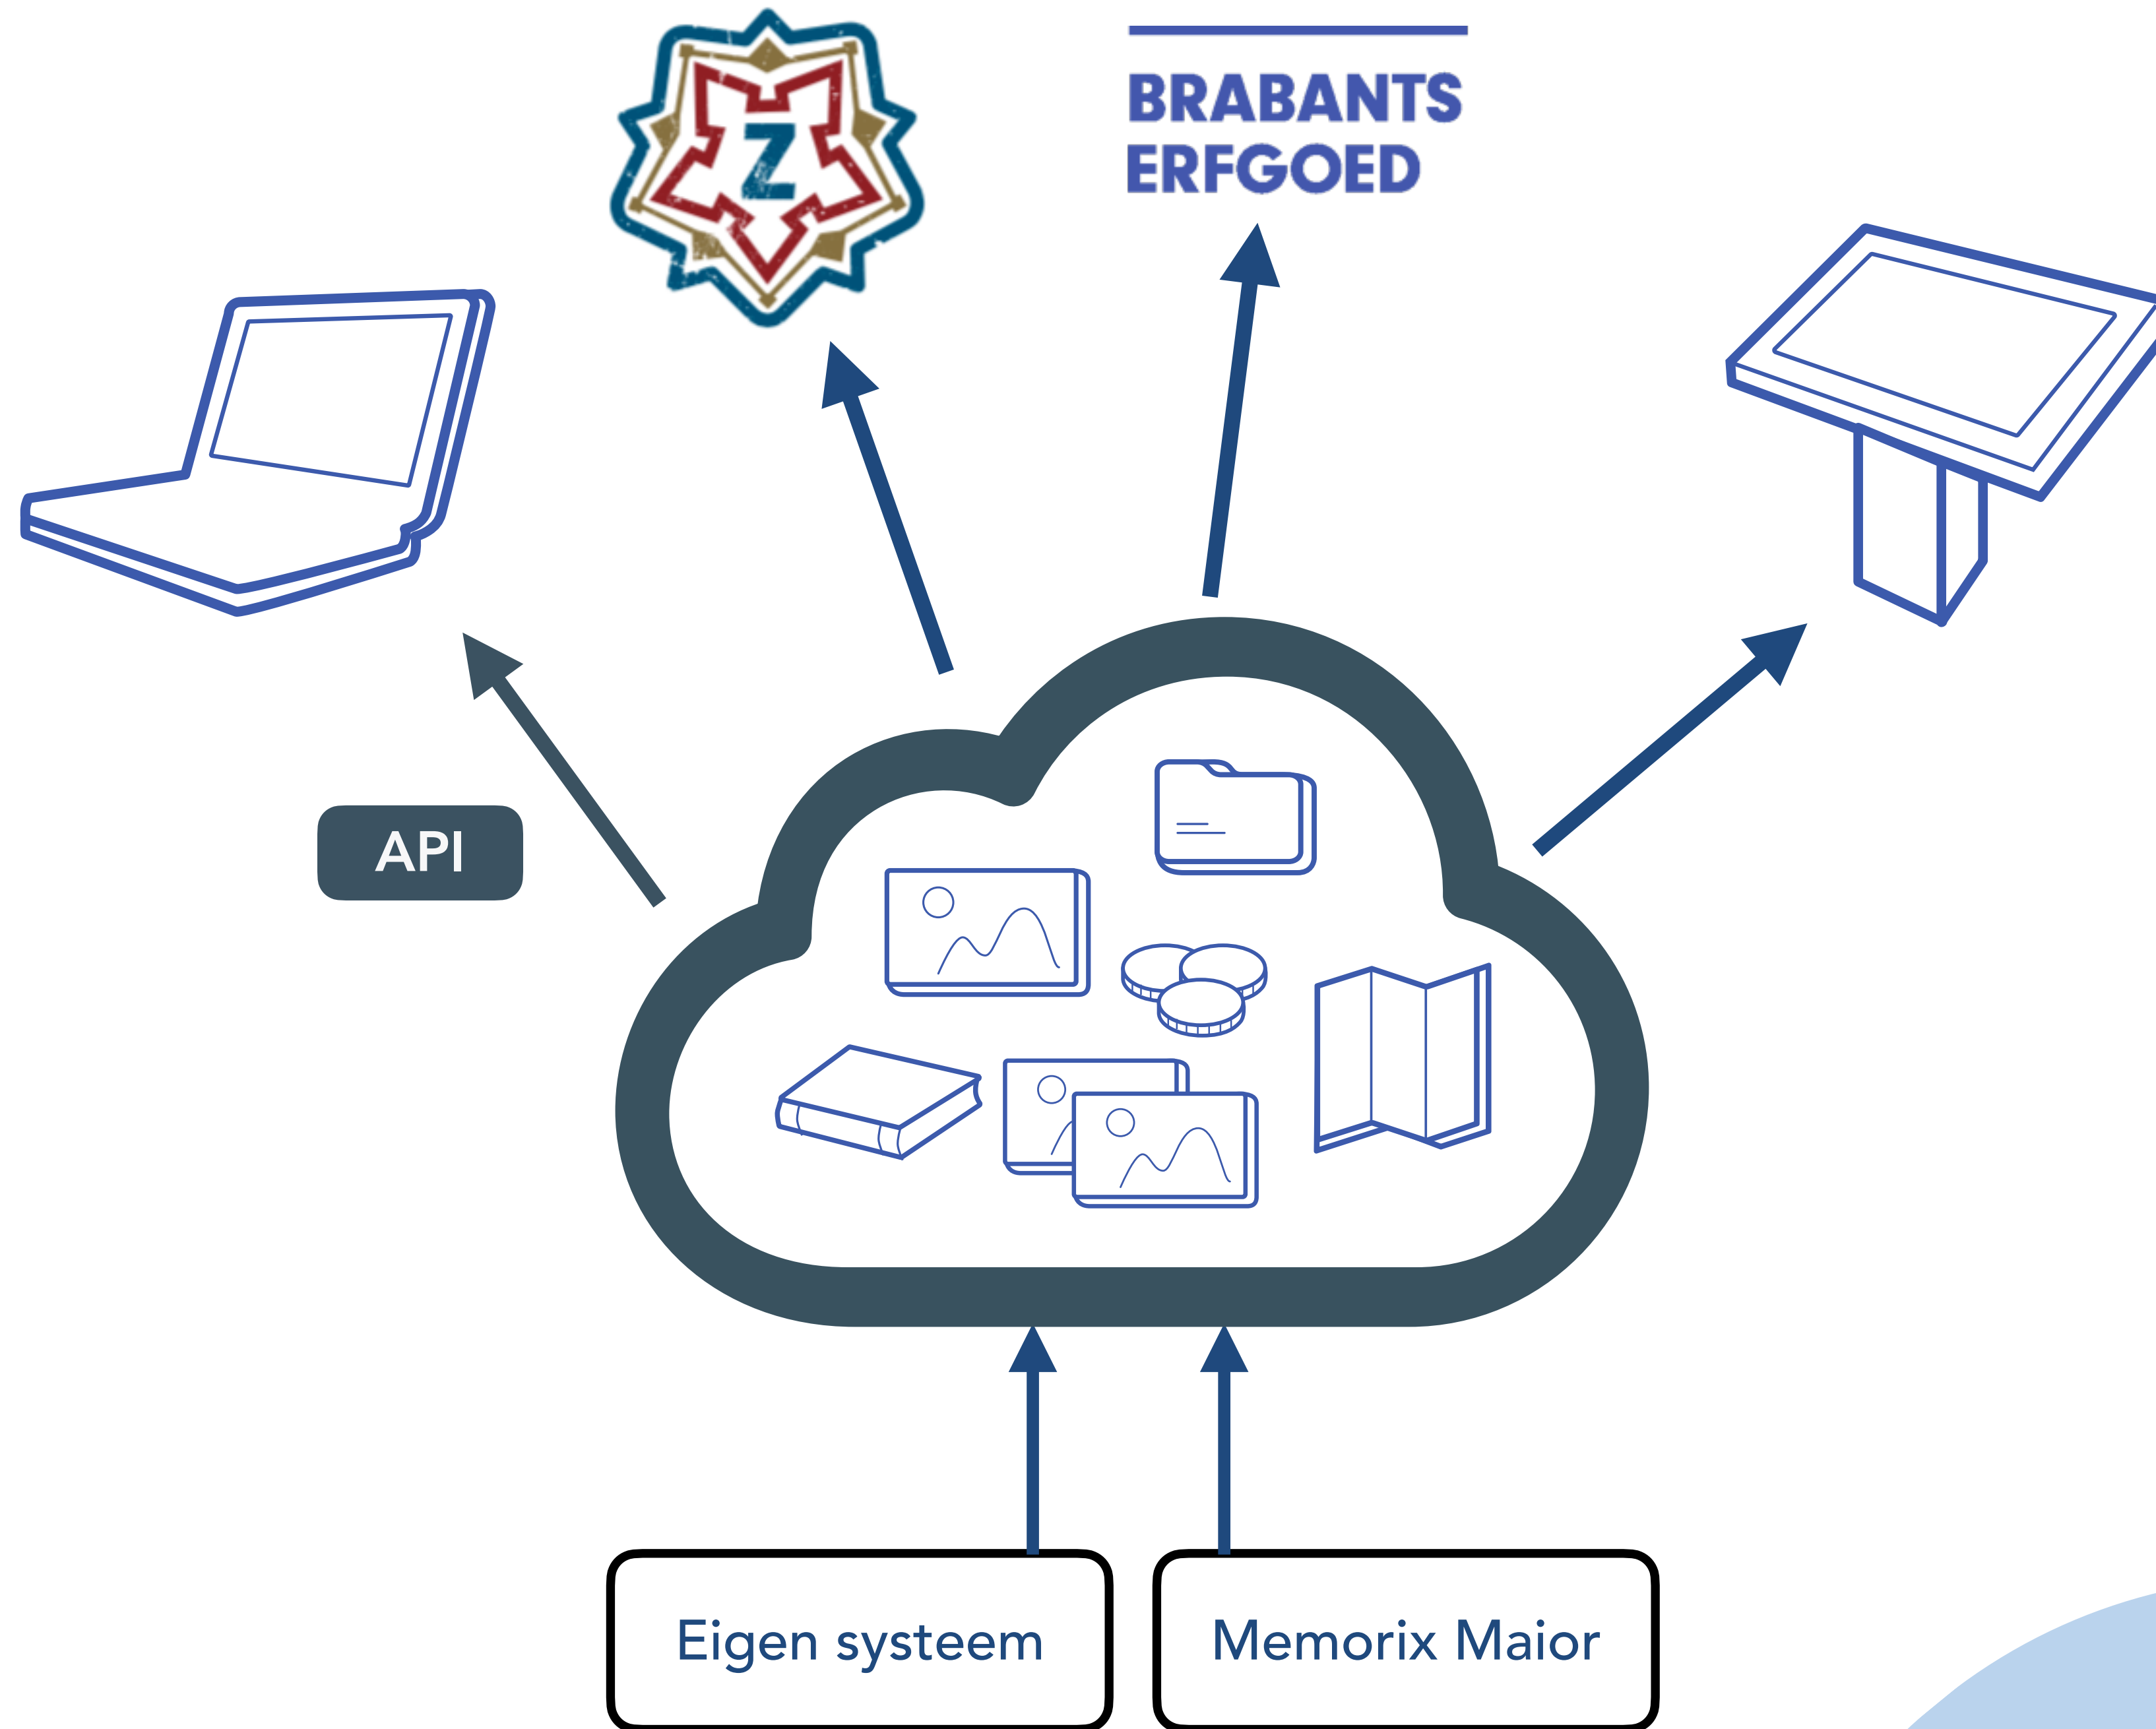 Z
BRABANTS
ERFGOED
API
Eigen systeem
Memorix Maior